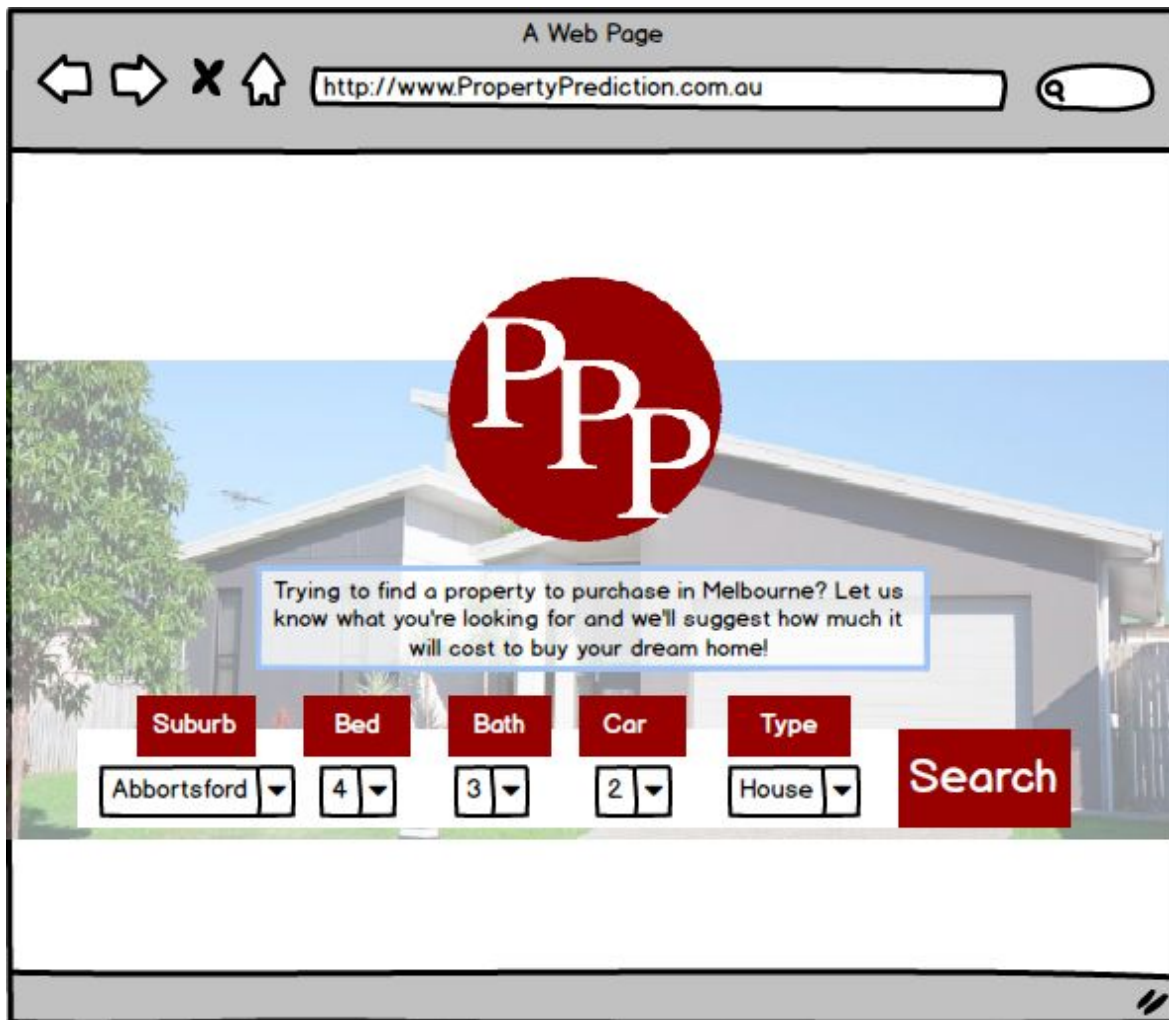 A Web Page
http://www.PropertyPrediction.com.au
PPP
Trying to find a property to purchase in Melbourne? Let us
know what you're looking for and we'll suggest how much it
will cost to buy your dream home!
Suburb Bed Bath Car Type
Search
Abbortsford 4 3 2 House